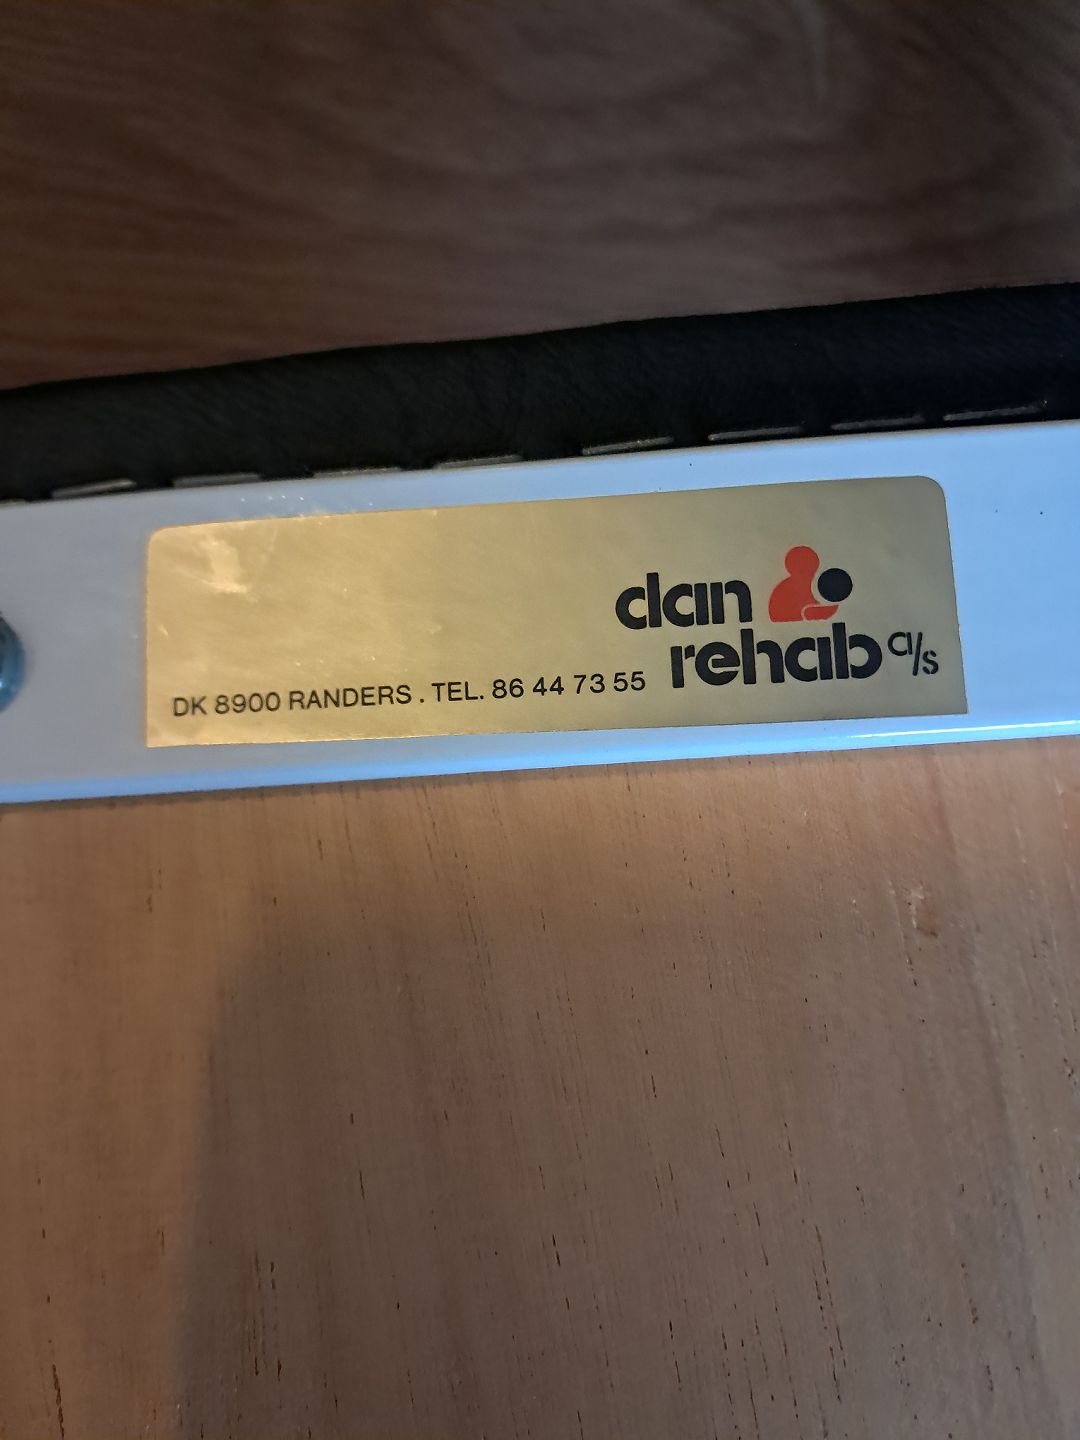 dan
rehab a/s
DK 8900 RANDERS . TEL. 86 44 73 55